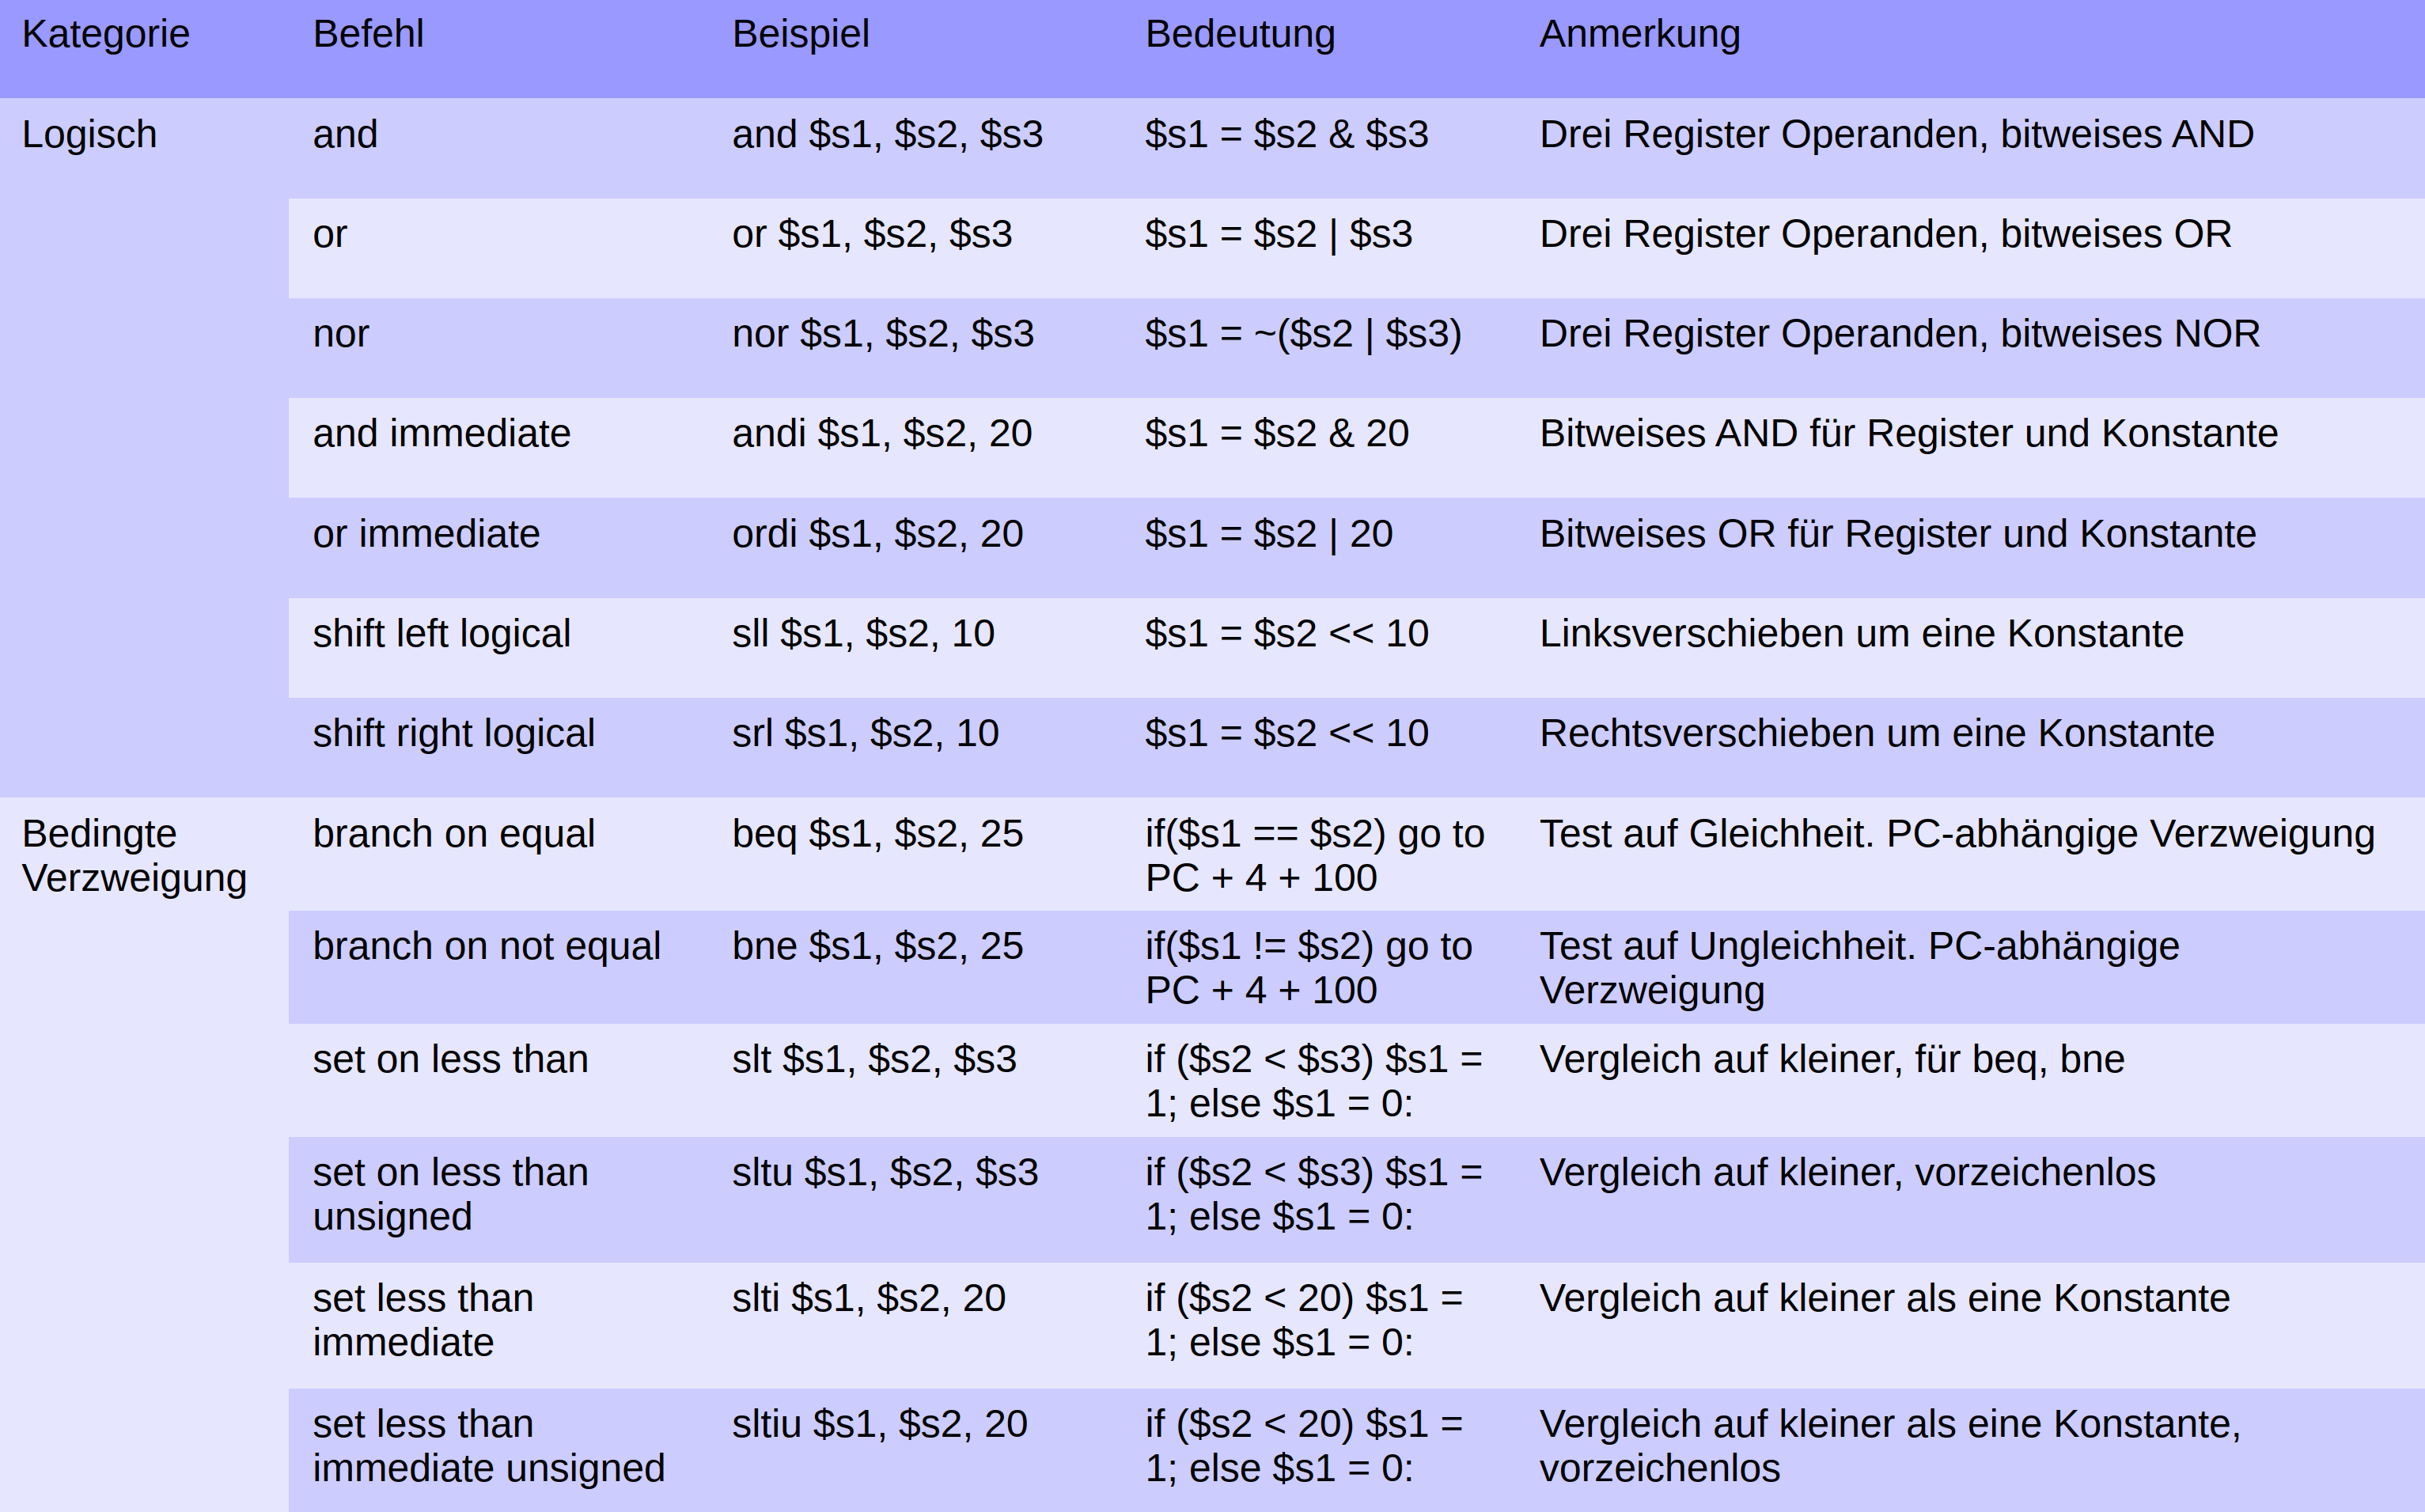 Kategorie Befehl Beispiel Bedeutung Anmerkung
Logisch and and $s1, $s2, $s3 $s1 = $s2 & $s3 Drei Register Operanden, bitweises AND
or or $s1, $s2, $s3 $s1 = $s2 | $s3 Drei Register Operanden, bitweises OR
nor nor $s1, $s2, $s3 $s1 = ~($s2 | $s3) Drei Register Operanden, bitweises NOR
and immediate andi $s1, $s2, 20 $s1 = $s2 & 20 Bitweises AND für Register und Konstante
or immediate ordi $s1, $s2, 20 $s1 = $s2 | 20 Bitweises OR für Register und Konstante
shift left logical sll $s1, $s2, 10 $s1 = $s2 << 10 Linksverschieben um eine Konstante
shift right logical srl $s1, $s2, 10 $s1 = $s2 << 10 Rechtsverschieben um eine Konstante
Bedingte branch on equal beq $s1, $s2, 25 if($s1 == $s2) go to Test auf Gleichheit. PC-abhängige Verzweigung
Verzweigung PC + 4 + 100
branch on not equal bne $s1, $s2, 25 if($s1 != $s2) go to Test auf Ungleichheit. PC-abhängige
PC + 4 + 100 Verzweigung
set on less than slt $s1, $s2, $s3 if ($s2 < $s3) $s1 = Vergleich auf kleiner, für beq, bne
1; else $s1 = 0:
set on less than sltu $s1, $s2, $s3 if ($s2 < $s3) $s1 = Vergleich auf kleiner, vorzeichenlos
unsigned 1; else $s1 = 0:
set less than slti $s1, $s2, 20 if ($s2 < 20) $s1 = Vergleich auf kleiner als eine Konstante
immediate 1; else $s1 = 0:
set less than sltiu $s1, $s2, 20 if ($s2 < 20) $s1 = Vergleich auf kleiner als eine Konstante,
immediate unsigned 1; else $s1 = 0: vorzeichenlos